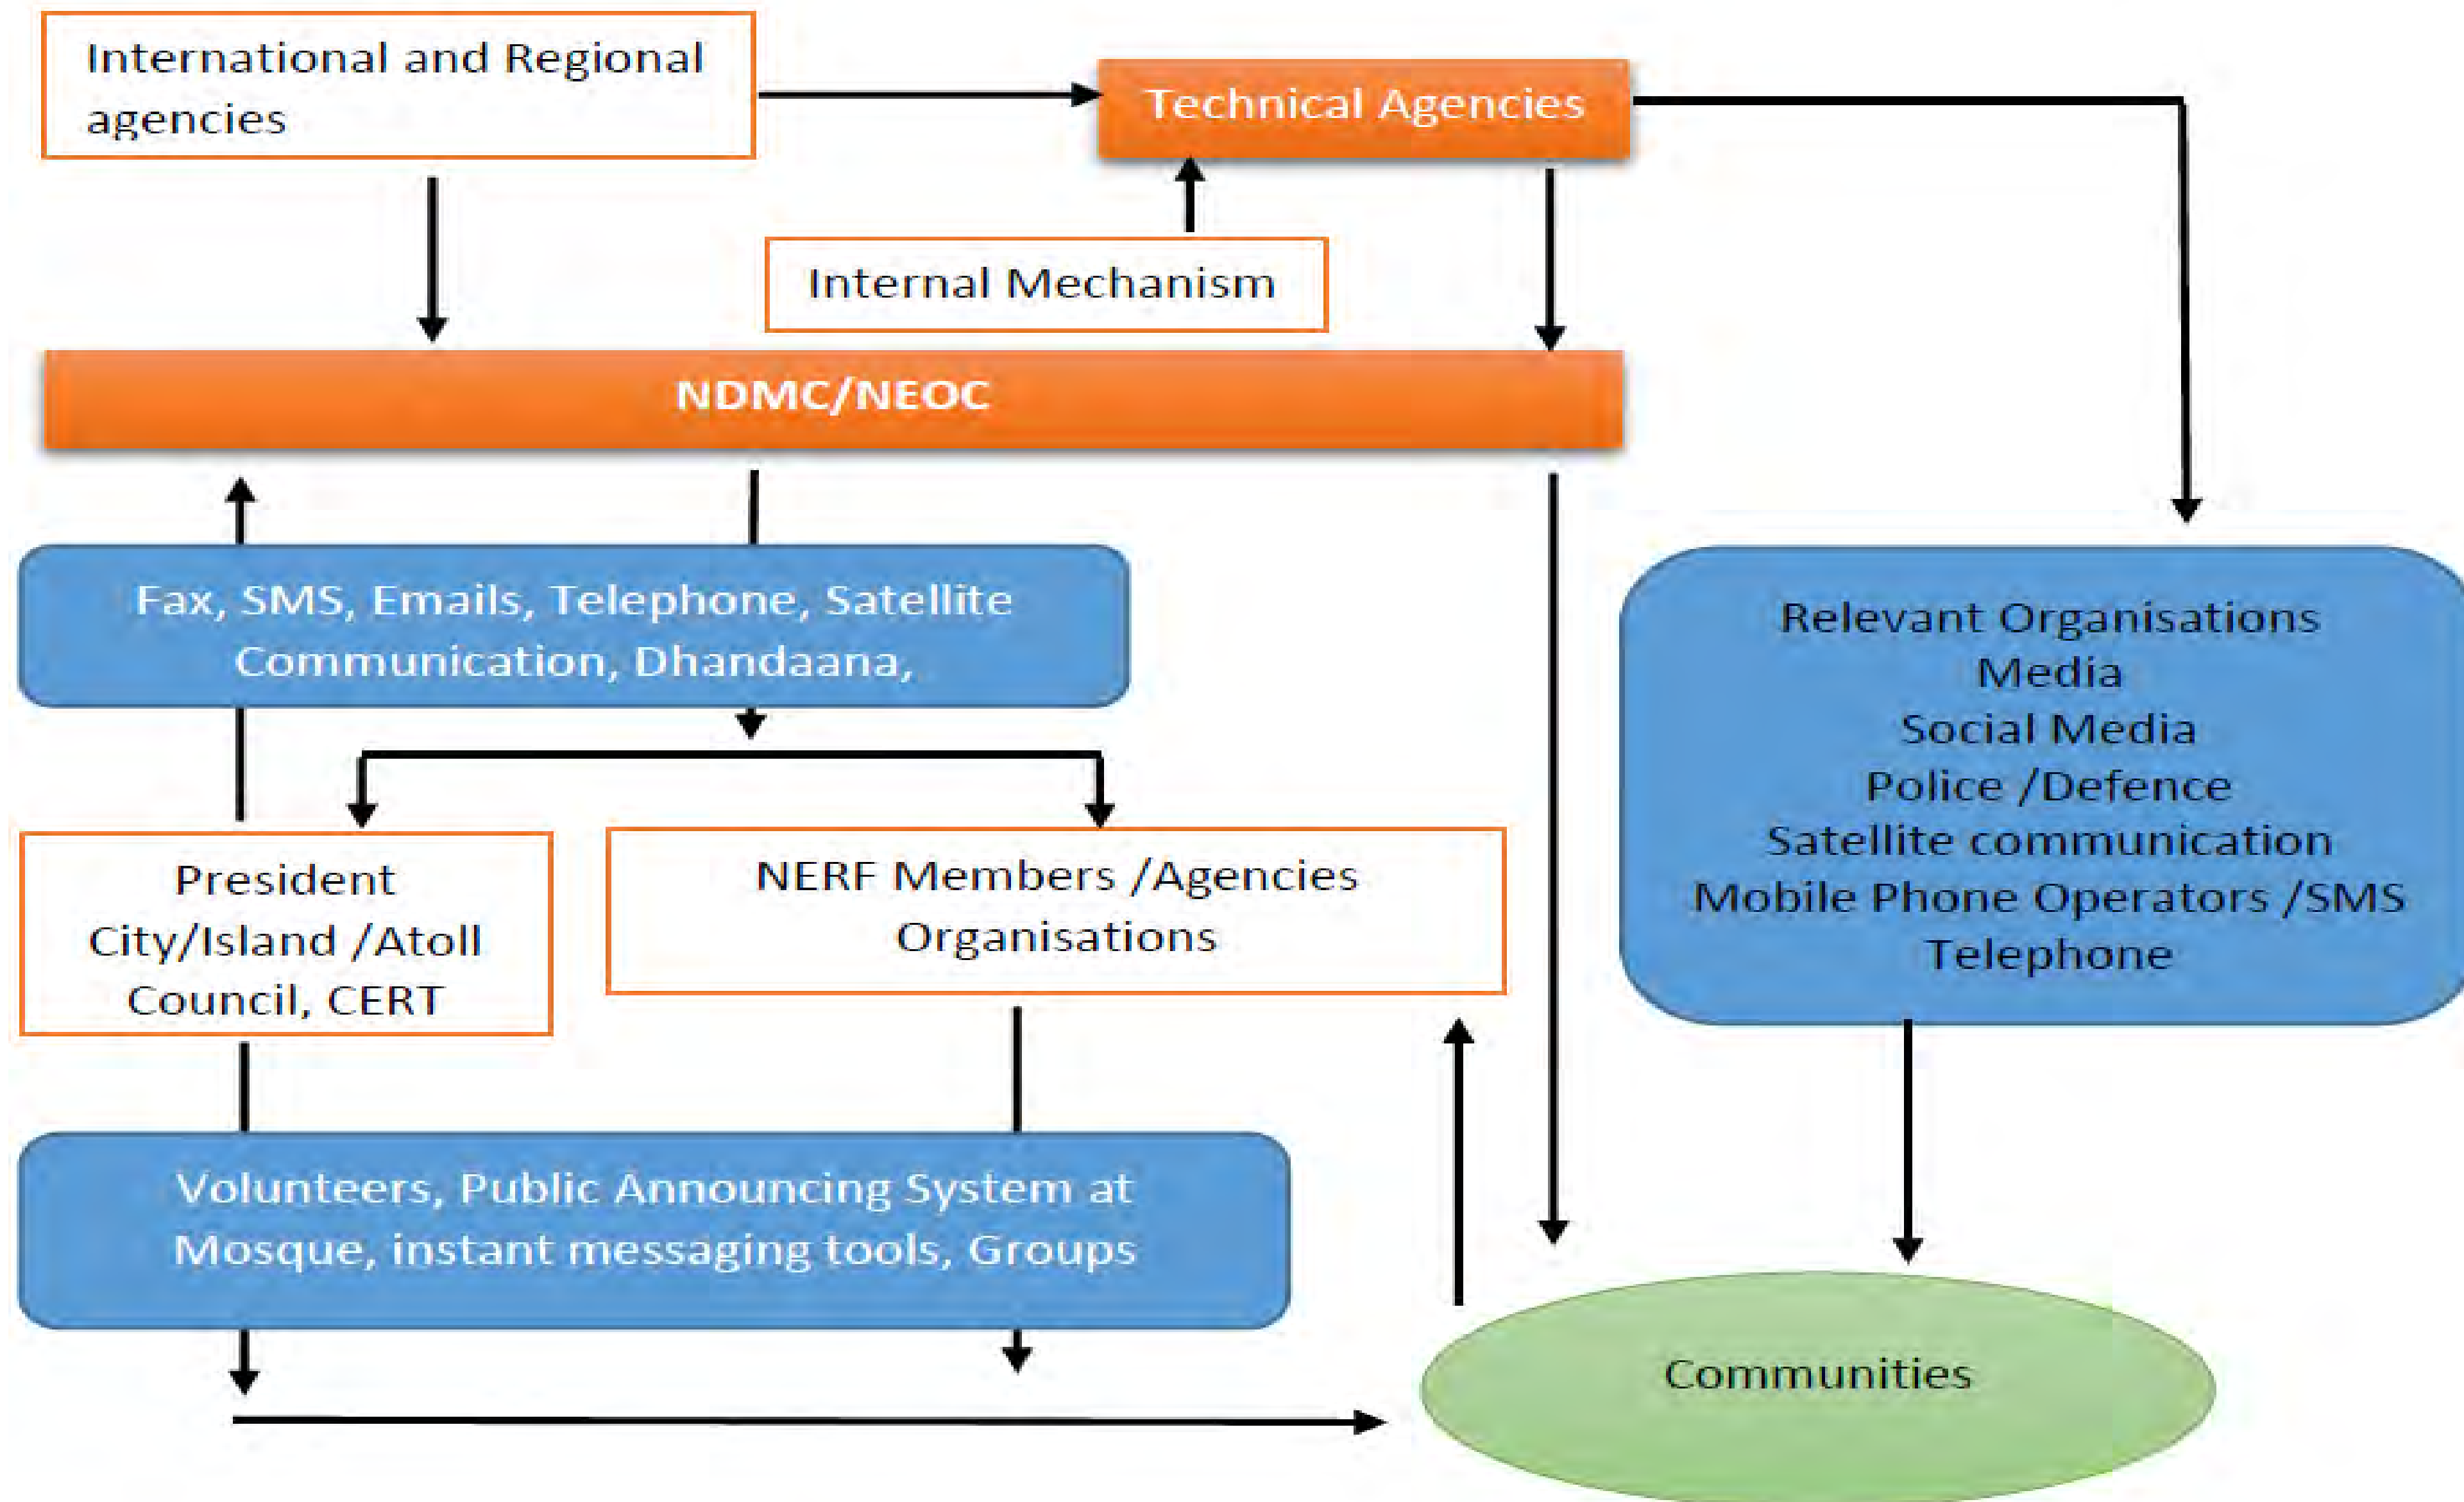 International and Regional
agencies
Technical Agencies
Internal Mechanism
NDMC/NEOC
Fax, SMS, Emails, Telephone, Satellite
Communication, Dhandaana,
Relevant Organisations
Media
Social Media
Police /Defence
Satellite communication
Mobile Phone Operators /SMS
Telephone
President
City/Island /Atoll
Council, CERT
NERF Members /Agencies
Organisations
Volunteers, Public Announcing System at
Mosque, instant messaging tools, Groups
Communities